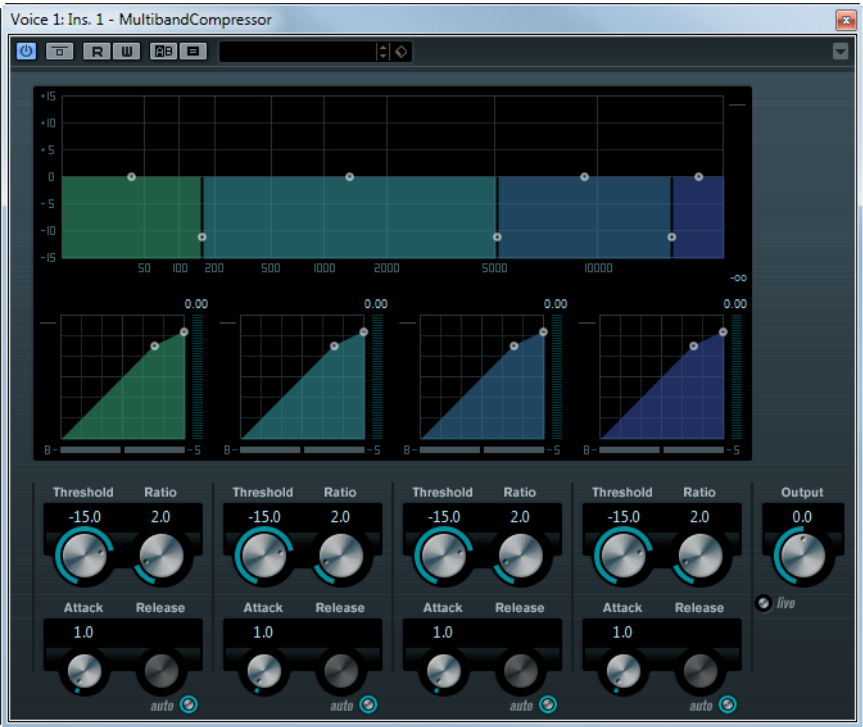 Voice 1: Ins. 1 - MultibandCompressor
R W AB
+15
+10
+5
0
-5
-10
-15
50 100 200 500 1000 2000 5000 10000
-∞
0.00 0.00 0.00 0.00
B S B S B S B S
Threshold Ratio Threshold Ratio Threshold Ratio Threshold Ratio Output
-15.0 2.0 -15.0 2.0 -15.0 2.0 -15.0 2.0 0.0
Attack Release Attack Release Attack Release Attack Release live
1.0 1.0 1.0 1.0
auto auto auto auto